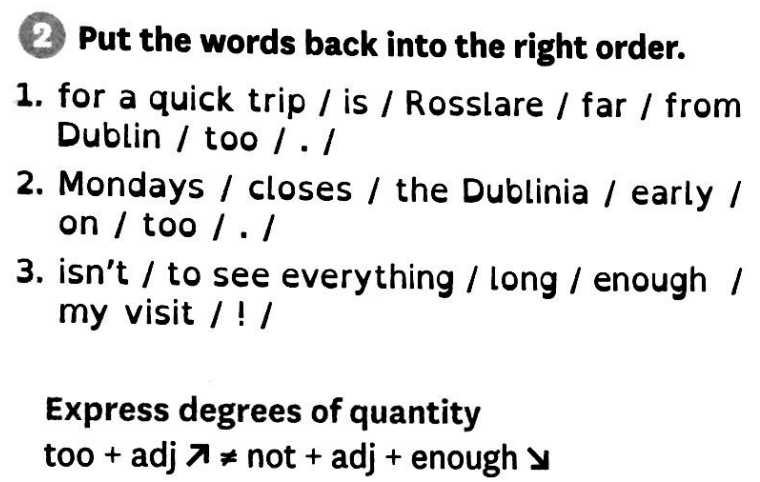 2 Put the words back into the right order.
1. for a quick trip / is / Rosslare / far / from
Dublin / too / . /
2. Mondays / closes / the Dublinia / early /
on / too / . /
3. isn't / to see everything / long / enough /
my visit / ! /
Express degrees of quantity
too + adj ↗ ≠ not + adj + enough ↘